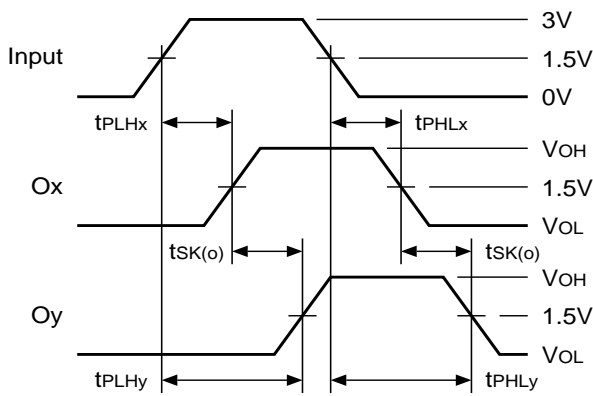 3V
Input 1.5V
0V
tPLHx tPHLx
VOH
Ox 1.5V
VOL
tSK(o) tSK(o)
VOH
Oy 1.5V
VOL
tPLHy tPHLy